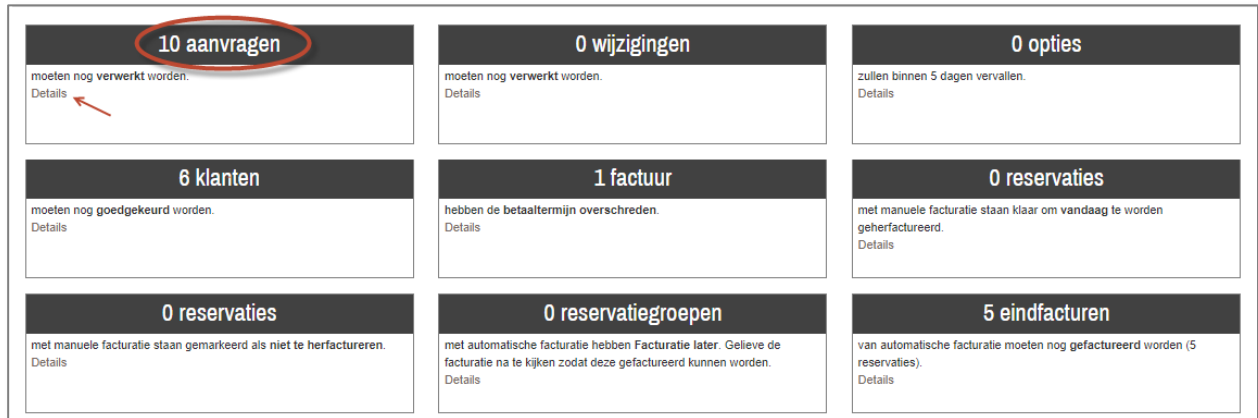 10 aanvragen
moeten nog verwerkt worden.
Details
0 wijzigingen
moeten nog verwerkt worden.
Details
0 opties
zullen binnen 5 dagen vervallen.
Details
6 klanten
moeten nog goedgekeurd worden.
Details
1 factuur
hebben de betaaltermijn overschreden.
Details
0 reservaties
met manuele facturatie staan klaar om vandaag te worden
geherfactureerd.
Details
0 reservaties
met manuele facturatie staan gemarkeerd als niet te herfactureren.
Details
0 reservatiegroepen
met automatische facturatie hebben Facturatie later. Gelieve de
facturatie na te kijken zodat deze gefactureerd kunnen worden.
Details
5 eindfacturen
van automatische facturatie moeten nog gefactureerd worden (5
reservaties).
Details